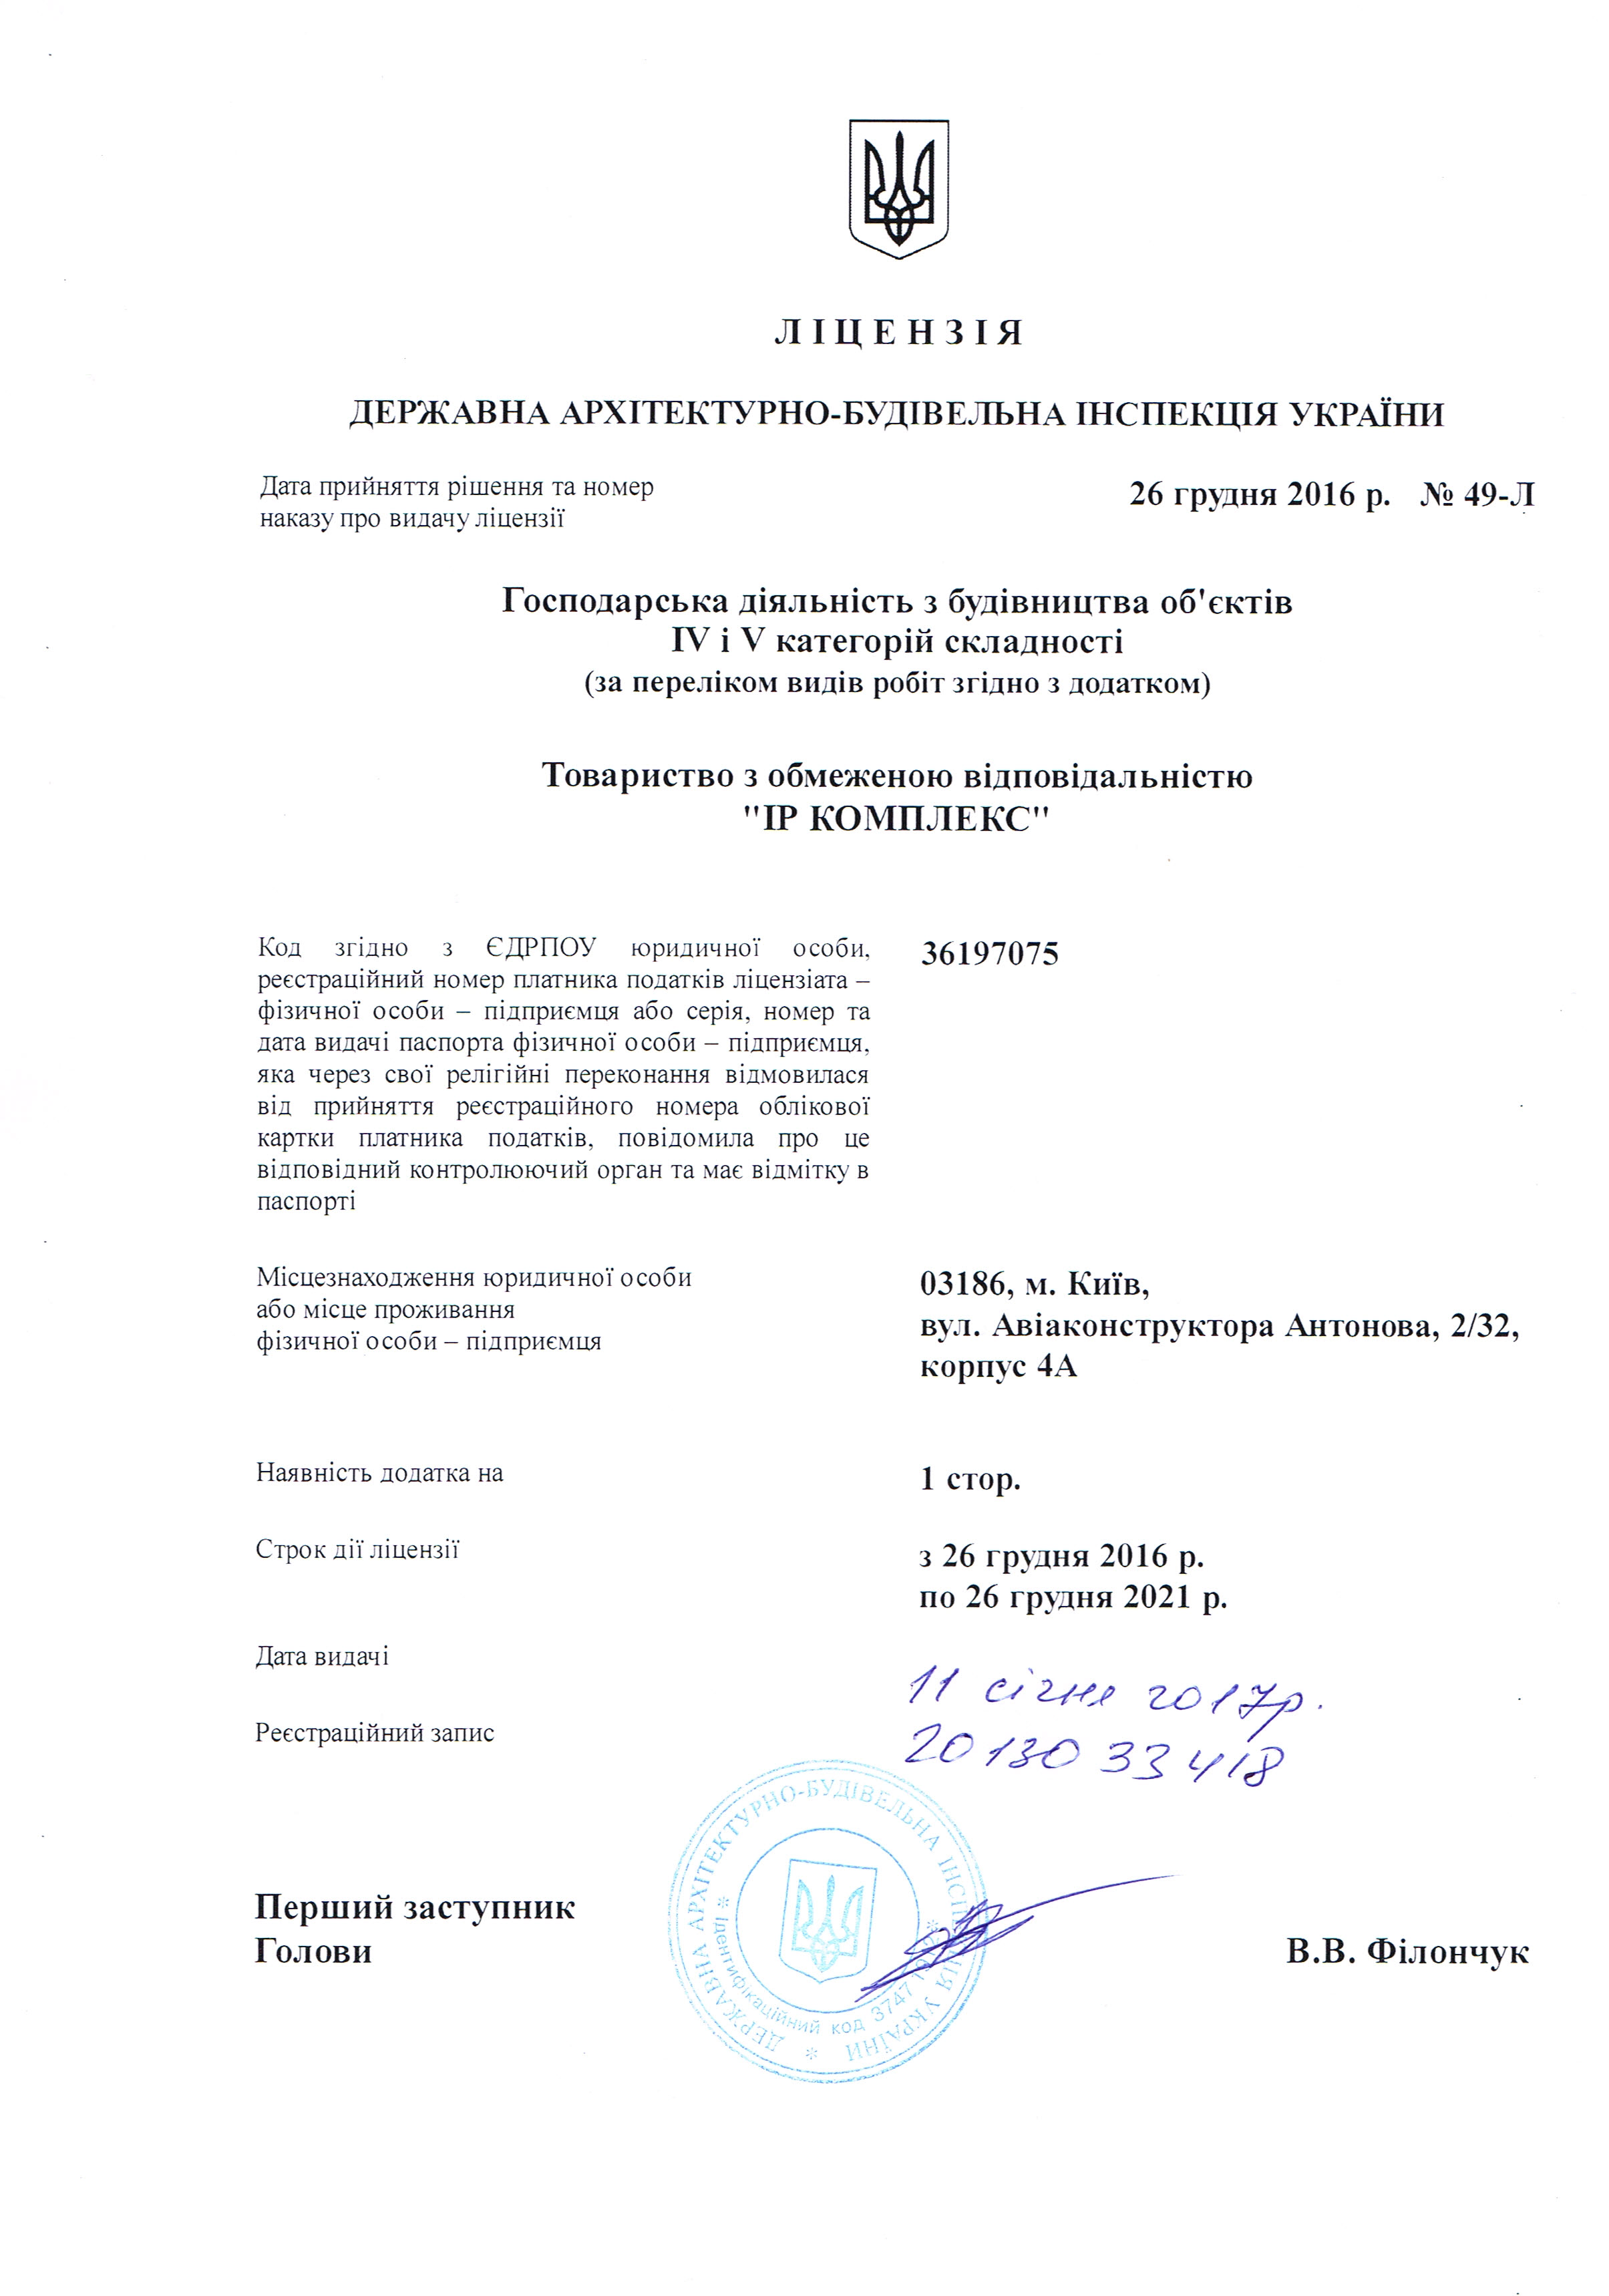 ЛІЦЕНЗІЯ
ДЕРЖАВНА АРХІТЕКТУРНО-БУДІВЕЛЬНА ІНСПЕКЦІЯ УКРАЇНИ
Дата прийняття рішення та номер
наказу про видачу ліцензії
26 грудня 2016 р. № 49-Л
Господарська діяльність з будівництва об'єктів
IV і V категорій складності
(за переліком видів робіт згідно з додатком)
Товариство з обмеженою відповідальністю
"ІР КОМПЛЕКС"
Код згідно з ЄДРПОУ юридичної особи,
реєстраційний номер платника податків ліцензіата –
фізичної особи – підприємця або серія, номер та
дата видачі паспорта фізичної особи – підприємця,
яка через свої релігійні переконання відмовилася
від прийняття реєстраційного номера облікової
картки платника податків, повідомила про це
відповідний контролюючий орган та має відмітку в
паспорті
36197075
Місцезнаходження юридичної особи
або місце проживання
фізичної особи – підприємця
03186, м. Київ,
вул. Авіаконструктора Антонова, 2/32,
корпус 4А
Наявність додатка на
1 стор.
Строк дії ліцензії
з 26 грудня 2016 р.
по 26 грудня 2021 р.
Дата видачі
11 січня 2017р.
Реєстраційний запис
2013033418
Перший заступник
Голови
В.В. Філончук
ДЕРЖАВНА АРХІТЕКТУРНО-БУДІВЕЛЬНА ІНСПЕКЦІЯ УКРАЇНИ
Ідентифікаційний код